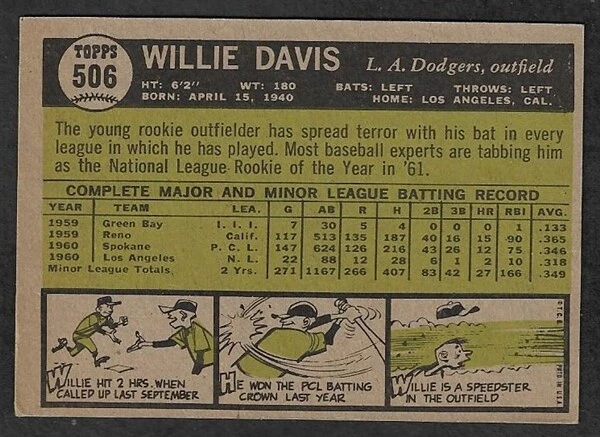 TOPPS
506
WILLIE DAVIS
L. A. Dodgers, outfield
HT: 6'2" WT: 180 BATS: LEFT THROWS: LEFT
BORN: APRIL 15, 1940 HOME: LOS ANGELES, CAL.
The young rookie outfielder has spread terror with his bat in every
league in which he has played. Most baseball experts are tabbing him
as the National League Rookie of the Year in '61.
COMPLETE MAJOR AND MINOR LEAGUE BATTING RECORD
YEAR TEAM LEA. G AB R H 2B 3B HR RBI AVG.
1959 Green Bay I. I. I. 7 30 5 4 0 0 0 1 .133
1959 Reno Calif. 117 513 135 187 40 16 15 90 .365
1960 Spokane P. C. L. 147 624 126 216 43 26 12 75 .346
1960 Los Angeles N. L. 22 88 12 28 6 1 2 10 .318
Minor League Totals 2 Yrs. 271 1167 266 407 83 42 27 166 .349
WILLIE HIT 2 HRS. WHEN
CALLED UP LAST SEPTEMBER
HE WON THE PCL BATTING
CROWN LAST YEAR
WILLIE IS A SPEEDSTER
IN THE OUTFIELD
PRTD. IN U.S.A.